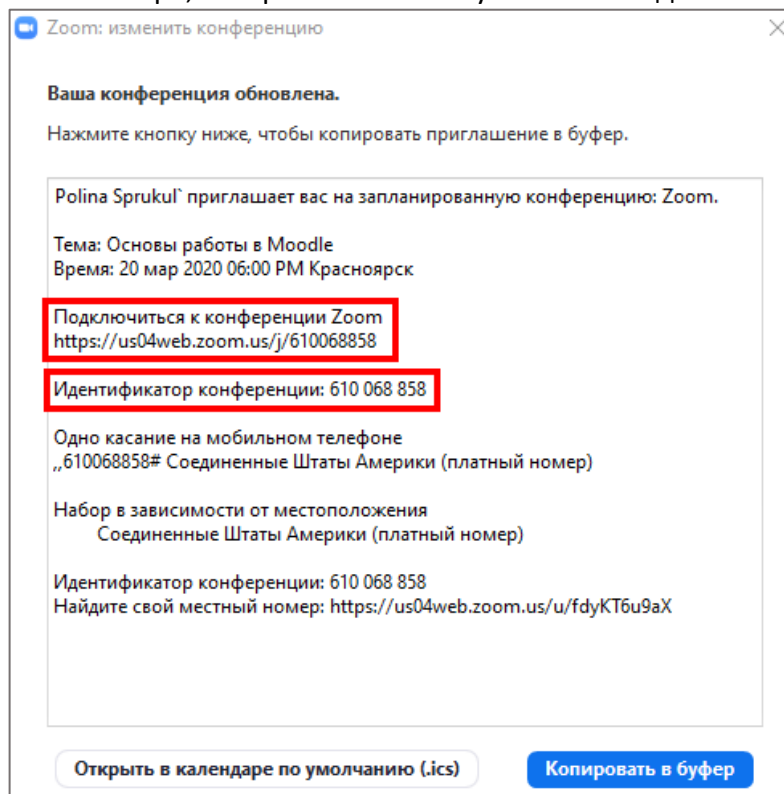 Zoom: изменить конференцию
Ваша конференция обновлена.
Нажмите кнопку ниже, чтобы копировать приглашение в буфер.
Polina Sprukul` приглашает вас на запланированную конференцию: Zoom.
Тема: Основы работы в Moodle
Время: 20 мар 2020 06:00 PM Красноярск
Подключиться к конференции Zoom
https://us04web.zoom.us/j/610068858
Идентификатор конференции: 610 068 858
Одно касание на мобильном телефоне
,,610068858# Соединенные Штаты Америки (платный номер)
Набор в зависимости от местоположения
Соединенные Штаты Америки (платный номер)
Идентификатор конференции: 610 068 858
Найдите свой местный номер: https://us04web.zoom.us/u/fdyKT6u9aX
Открыть в календаре по умолчанию (.ics)
Копировать в буфер